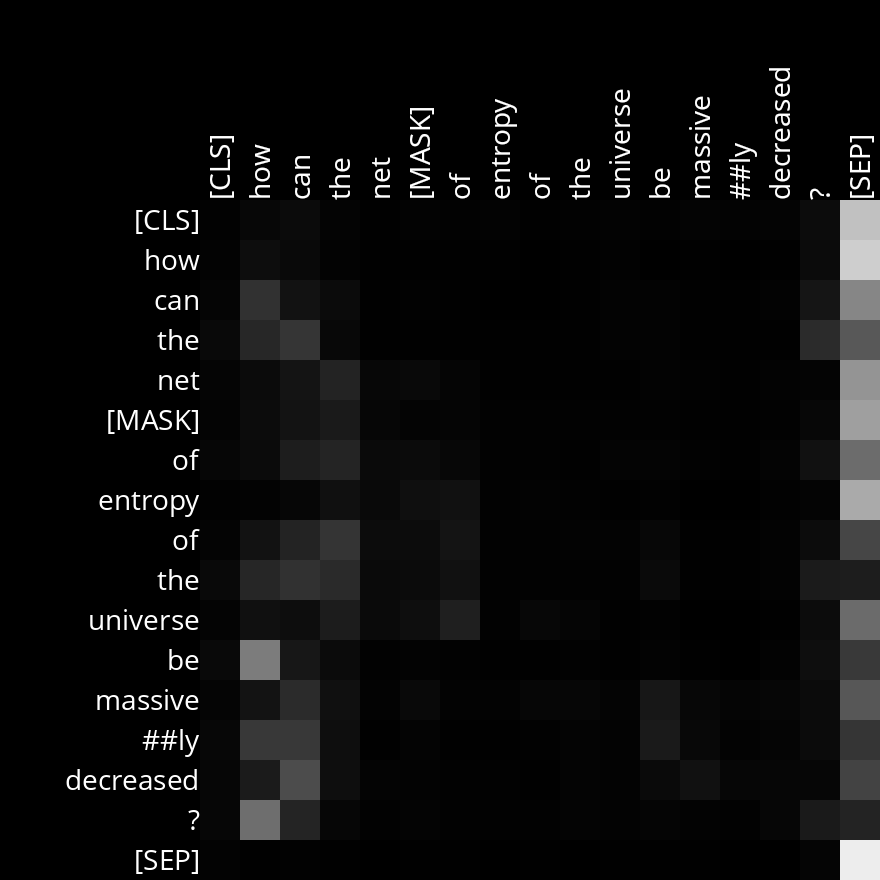 [CLS] how can the net [MASK] of entropy of the universe be massive ##ly decreased ? [SEP]
[CLS]
how
can
the
net
[MASK]
of
entropy
of
the
universe
be
massive
##ly
decreased
?
[SEP]